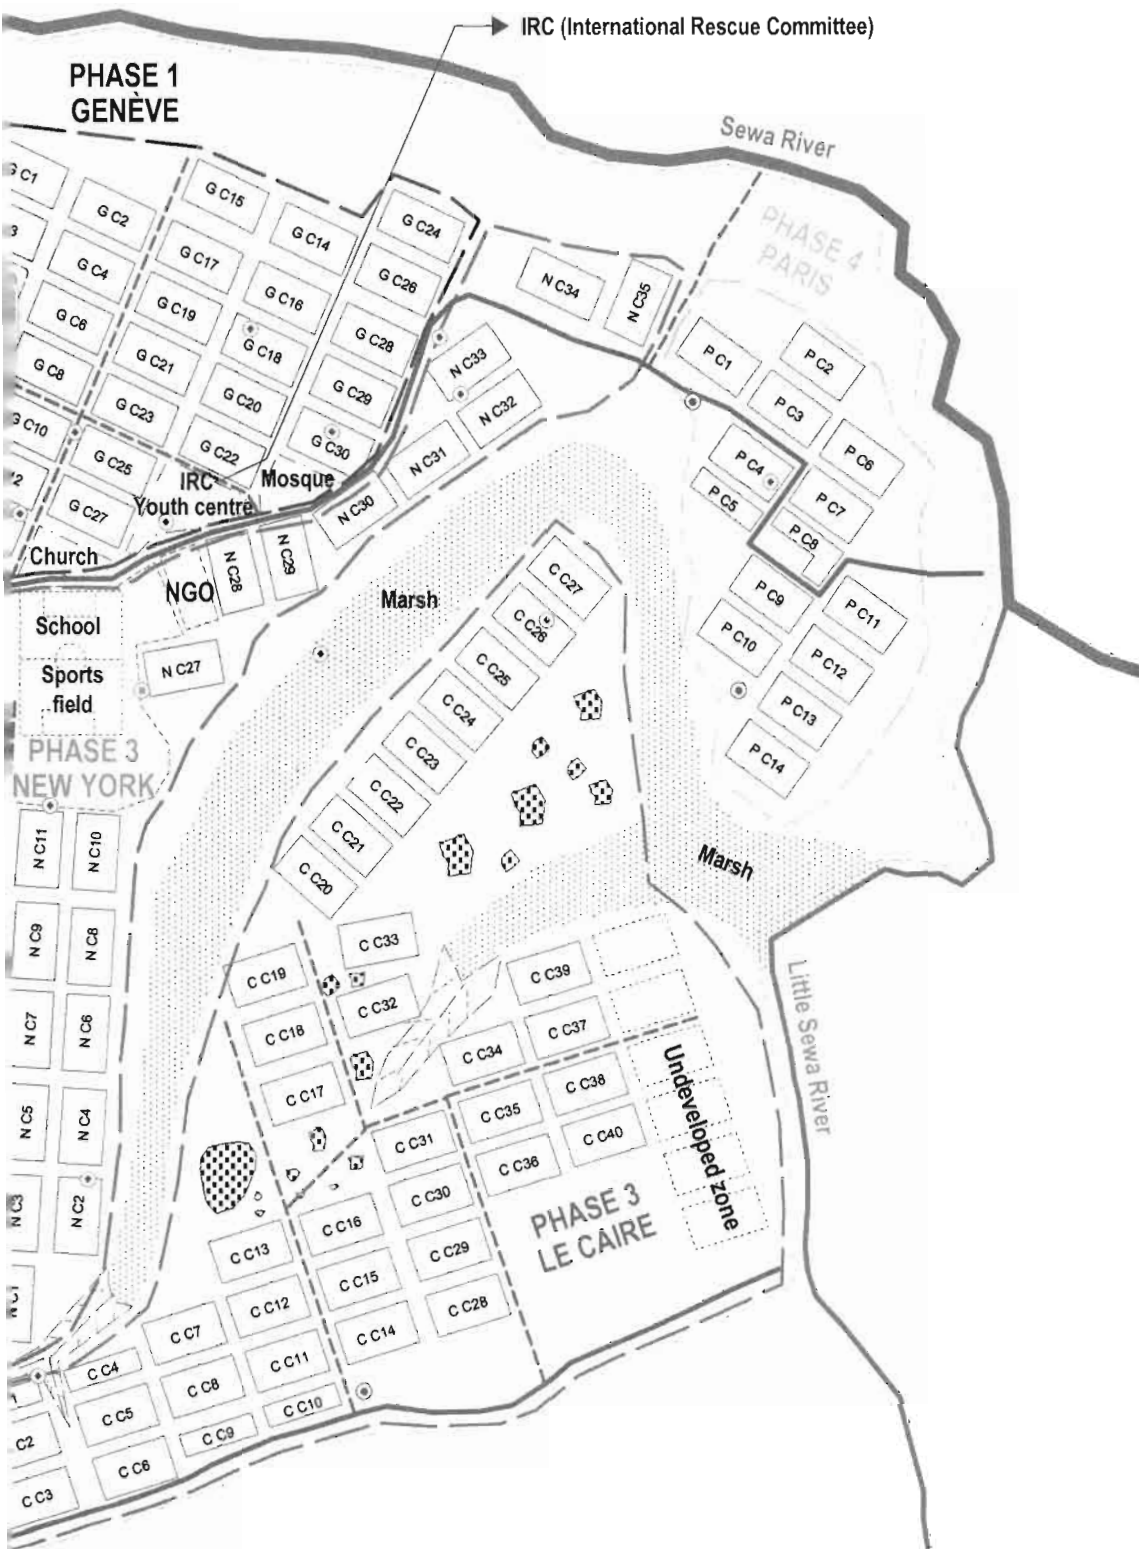 IRC (International Rescue Committee)
PHASE 1
GENÈVE
Sewa River
PHASE 4
PARIS
G C1
G C2
G C15
G C14
G C24
G C4
G C17
G C16
G C26
G C6
G C19
G C18
G C28
G C8
G C21
G C20
G C29
G C10
G C23
G C22
G C30
G C25
G C27
N C34
N C35
N C33
N C32
N C31
N C30
N C29
N C28
N C27
P C1
P C2
P C3
P C4
P C5
P C6
P C7
P C8
P C9
P C10
P C11
P C12
P C13
P C14
IRC
Youth centre
Mosque
Church
NGO
School
Sports
field
PHASE 3
NEW YORK
Marsh
Marsh
C C27
C C26
C C25
C C24
C C23
C C22
C C21
C C20
N C11
N C10
N C9
N C8
N C7
N C6
N C5
N C4
N C3
N C2
N C1
C C33
C C19
C C32
C C18
C C17
C C39
C C37
C C34
C C38
C C35
C C40
C C36
C C31
C C30
C C29
C C28
C C16
C C15
C C14
C C13
C C12
C C11
C C10
C C7
C C8
C C9
C C4
C C5
C C6
C2
C C3
Undeveloped zone
PHASE 3
LE CAIRE
Little Sewa River